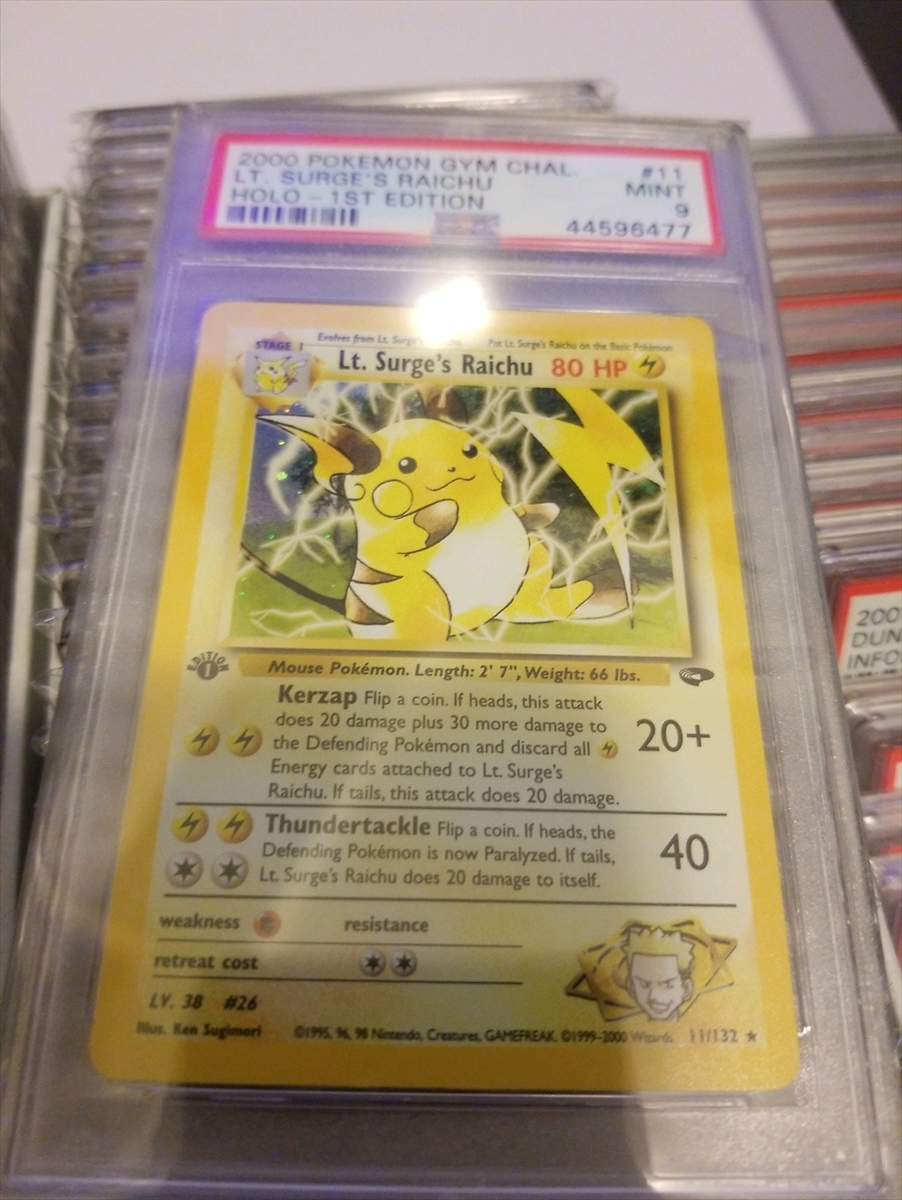 2000 POKEMON GYM CHAL. #11
LT. SURGE'S RAICHU MINT
HOLO - 1ST EDITION 9
44596477
STAGE 1 Evolves from Lt. Surge's Put Lt. Surge's Raichu on the Basic Pokémon
Lt. Surge's Raichu 80 HP
EDITION
1
Mouse Pokémon. Length: 2' 7", Weight: 66 lbs.
Kerzap Flip a coin. If heads, this attack
does 20 damage plus 30 more damage to
the Defending Pokémon and discard all
Energy cards attached to Lt. Surge's
Raichu. If tails, this attack does 20 damage.
20+
Thundertackle Flip a coin. If heads, the
Defending Pokémon is now Paralyzed. If tails,
Lt. Surge's Raichu does 20 damage to itself.
40
weakness resistance
retreat cost
LV. 38 #26
Illus. Ken Sugimori ©1995, 96, 98 Nintendo, Creatures, GAMEFREAK. ©1999-2000 Wizards. 11/132 ★
200
DUN
INFO